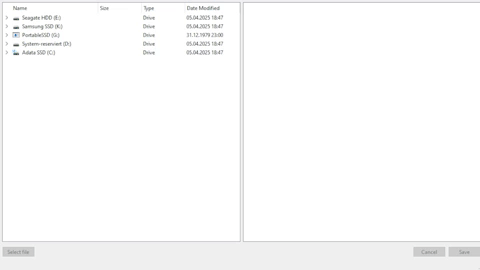 Name Size Type Date Modified
Seagate HDD (E:) Drive 05.04.2025 18:47
Samsung SSD (K:) Drive 05.04.2025 18:47
PortableSSD (G:) Drive 31.12.1979 23:00
System-reserviert (D:) Drive 05.04.2025 18:47
Adata SSD (C:) Drive 05.04.2025 18:47
Select file Cancel Save